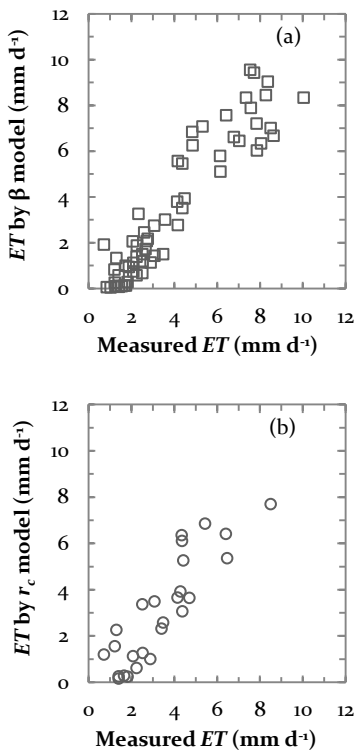 12
(a)
10
8
6
4
2
0
0 2 4 6 8 10 12
ET by β model (mm d⁻¹)
Measured ET (mm d⁻¹)
12
(b)
10
8
6
4
2
0
0 2 4 6 8 10 12
ET by r_c model (mm d⁻¹)
Measured ET (mm d⁻¹)